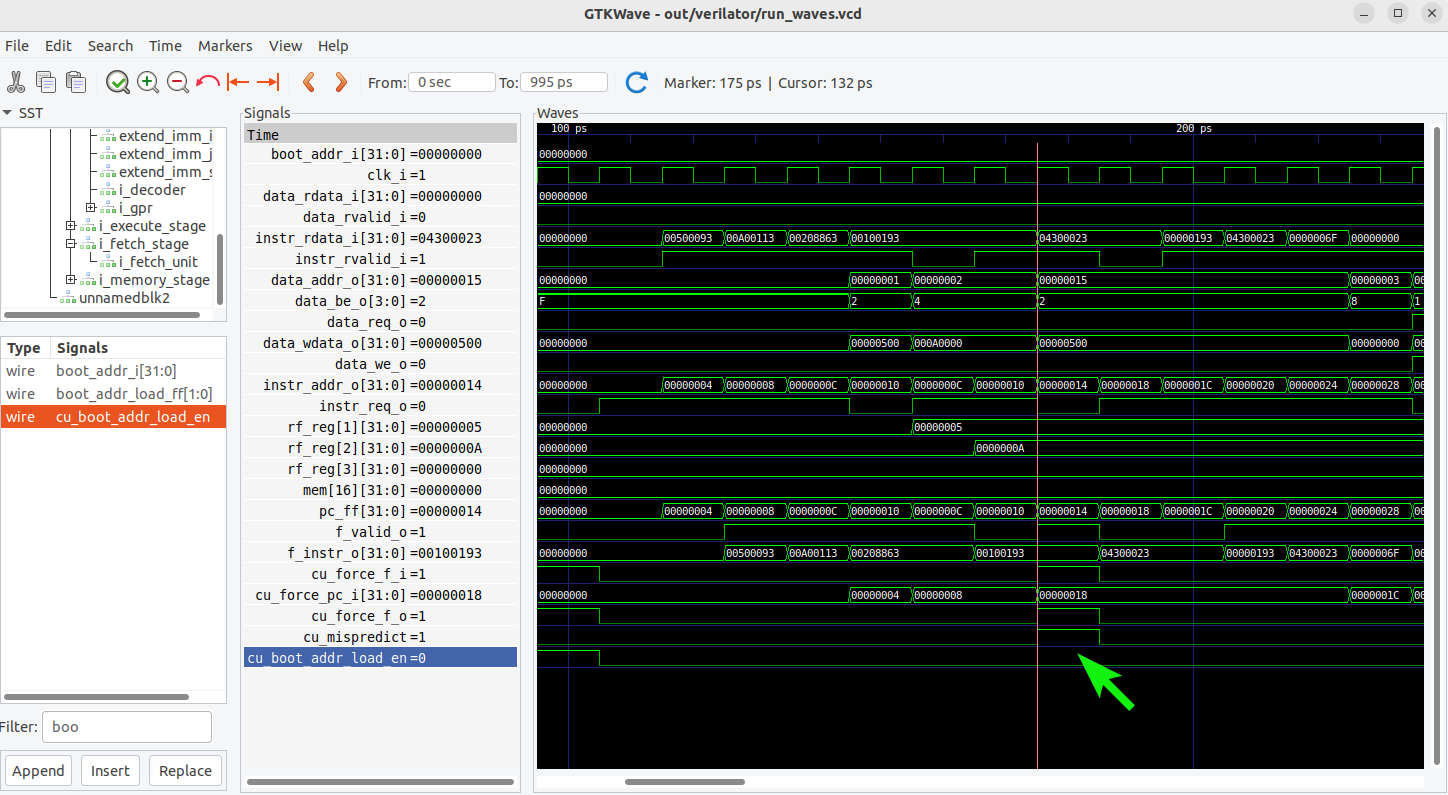 GTKWave - out/verilator/run_waves.vcd
File Edit Search Time Markers View Help
From: 0 sec To: 995 ps Marker: 175 ps | Cursor: 132 ps
SST
extend_imm_i
extend_imm_j
extend_imm_s
i_decoder
i_gpr
i_execute_stage
i_fetch_stage
i_fetch_unit
i_memory_stage
unnamedblk2
Type Signals
wire boot_addr_i[31:0]
wire boot_addr_load_ff[1:0]
wire cu_boot_addr_load_en
Filter: boo
Append Insert Replace
Signals
Time
boot_addr_i[31:0]=00000000
clk_i=1
data_rdata_i[31:0]=00000000
data_rvalid_i=0
instr_rdata_i[31:0]=04300023
instr_rvalid_i=1
data_addr_o[31:0]=00000015
data_be_o[3:0]=2
data_req_o=0
data_wdata_o[31:0]=00000500
data_we_o=0
instr_addr_o[31:0]=00000014
instr_req_o=0
rf_reg[1][31:0]=00000005
rf_reg[2][31:0]=0000000A
rf_reg[3][31:0]=00000000
mem[16][31:0]=00000000
pc_ff[31:0]=00000014
f_valid_o=1
f_instr_o[31:0]=00100193
cu_force_f_i=1
cu_force_pc_i[31:0]=00000018
cu_force_f_o=1
cu_mispredict=1
cu_boot_addr_load_en=0
Waves
100 ps 200 ps
00000000
00000000
00000000 00500093 00A00113 00208863 00100193 04300023 00000193 04300023 0000006F 00000000
00000000 00000001 00000002 00000015 00000003 00
F 2 4 2 8 1
00000000 00000500 000A0000 00000500 00000000 00
00000000 00000004 00000008 0000000C 00000010 0000000C 00000010 00000014 00000018 0000001C 00000020 00000024 00000028 00
00000000 00000005
00000000 0000000A
00000000
00000000
00000000 00000004 00000008 0000000C 00000010 0000000C 00000010 00000014 00000018 0000001C 00000020 00000024 00000028 00
00000000 00500093 00A00113 00208863 00100193 04300023 00000193 04300023 0000006F 00
00000000 00000004 00000008 00000018 0000001C 00